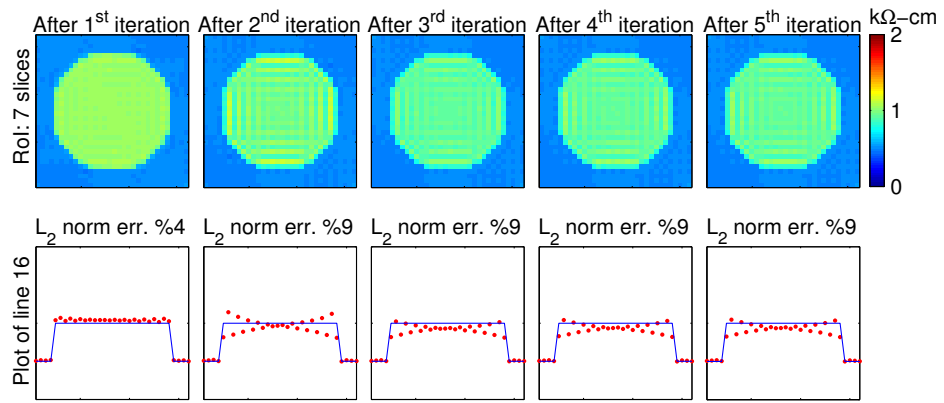 After 1st iteration After 2nd iteration After 3rd iteration After 4th iteration After 5th iteration kΩ−cm
RoI: 7 slices
2
1
0
L2 norm err. %4 L2 norm err. %9 L2 norm err. %9 L2 norm err. %9 L2 norm err. %9
Plot of line 16